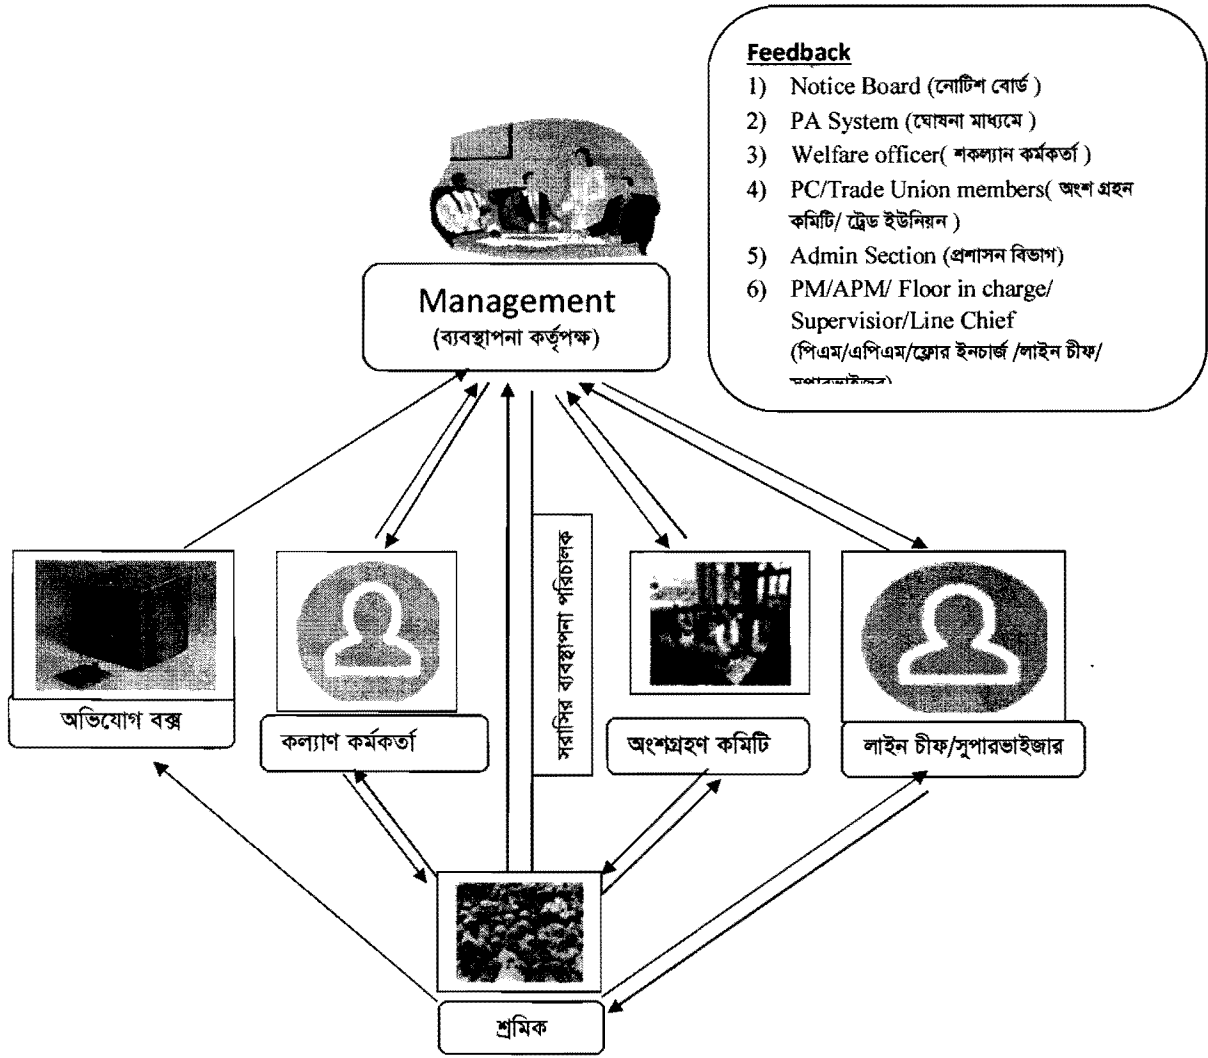 Feedback
1) Notice Board (নোটিশ বোর্ড )
2) PA System (ঘোষনা মাধ্যমে )
3) Welfare officer( শকল্যান কর্মকর্তা )
4) PC/Trade Union members( অংশ গ্রহন
কমিটি/ ট্রেড ইউনিয়ন )
5) Admin Section (প্রশাসন বিভাগ)
6) PM/APM/ Floor in charge/
Supervisior/Line Chief
(পিএম/এপিএম/ফ্লোর ইনচার্জ /লাইন চীফ/
Management
(ব্যবস্থাপনা কর্তৃপক্ষ)
সরাসির ব্যবস্থাপনা পরিচালক
অভিযোগ বক্স
কল্যাণ কর্মকর্তা
অংশগ্রহণ কমিটি
লাইন চীফ/সুপারভাইজার
শ্রমিক